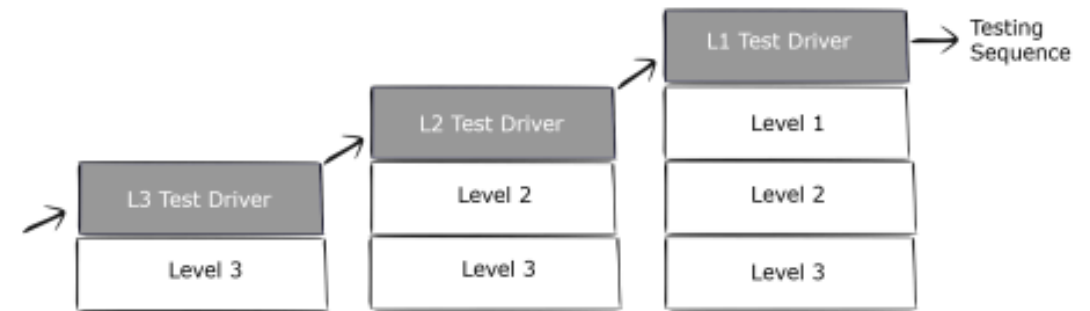 L1 Test Driver
Testing
Sequence
L2 Test Driver
Level 1
L3 Test Driver
Level 2
Level 2
Level 3
Level 3
Level 3